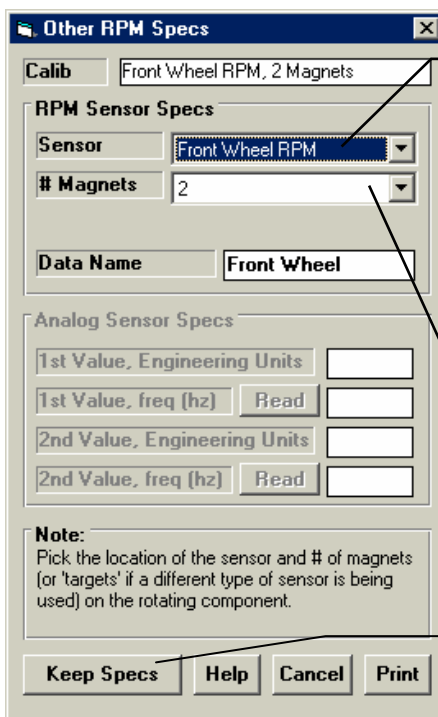 Other RPM Specs
Calib Front Wheel RPM, 2 Magnets
RPM Sensor Specs
Sensor Front Wheel RPM
# Magnets 2
Data Name Front Wheel
Analog Sensor Specs
1st Value, Engineering Units
1st Value, freq (hz) Read
2nd Value, Engineering Units
2nd Value, freq (hz) Read
Note:
Pick the location of the sensor and # of magnets
(or 'targets' if a different type of sensor is being
used) on the rotating component.
Keep Specs Help Cancel Print